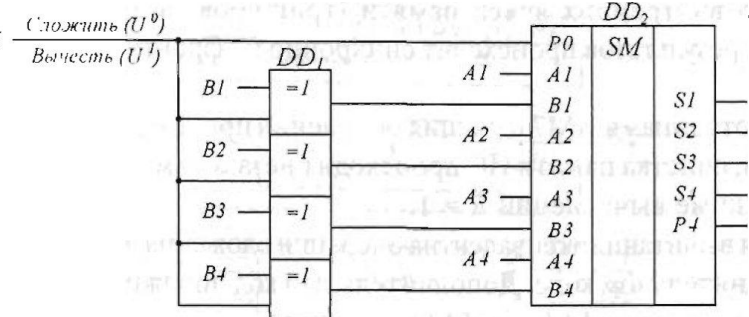 DD₂
Сложить (U⁰)
Вычесть (U¹)
P0 SM
DD₁
A1 A1
B1 =1
B1 S1
A2 A2 S2
B2 =1
B2 S3
A3 A3 S4
B3 =1
B3 P4
A4 A4
B4 =1
B4